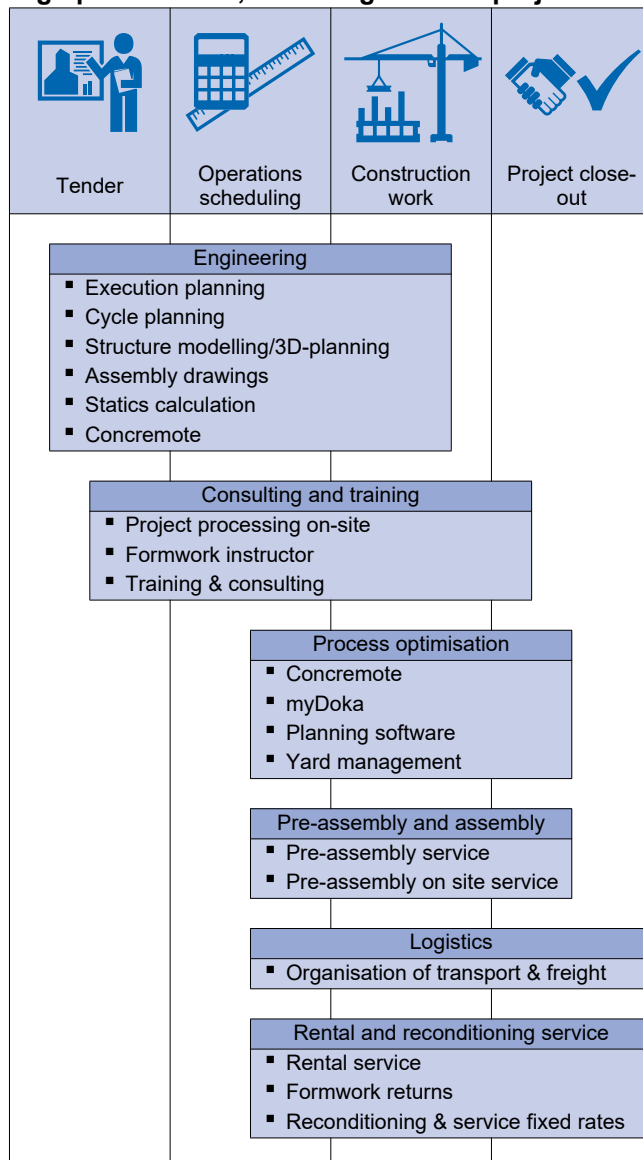 Tender
Operations
scheduling
Construction
work
Project close-
out
Engineering
▪ Execution planning
▪ Cycle planning
▪ Structure modelling/3D-planning
▪ Assembly drawings
▪ Statics calculation
▪ Concremote
Consulting and training
▪ Project processing on-site
▪ Formwork instructor
▪ Training & consulting
Process optimisation
▪ Concremote
▪ myDoka
▪ Planning software
▪ Yard management
Pre-assembly and assembly
▪ Pre-assembly service
▪ Pre-assembly on site service
Logistics
▪ Organisation of transport & freight
Rental and reconditioning service
▪ Rental service
▪ Formwork returns
▪ Reconditioning & service fixed rates